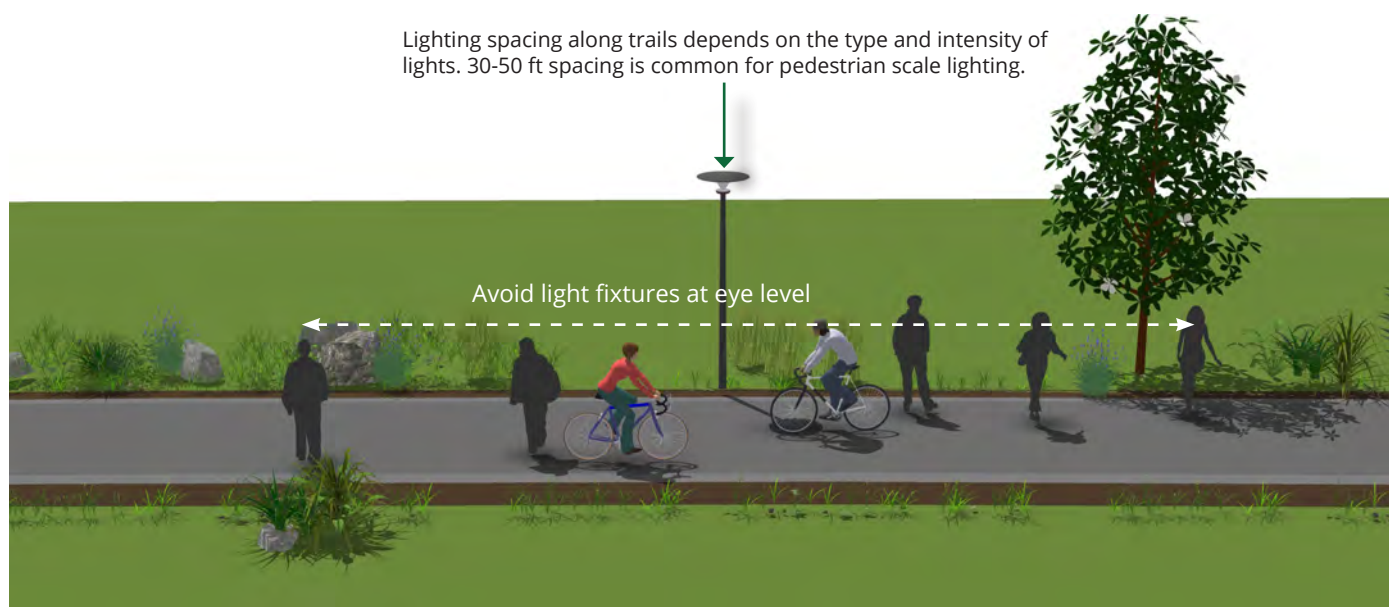 Lighting spacing along trails depends on the type and intensity of
lights. 30-50 ft spacing is common for pedestrian scale lighting.
Avoid light fixtures at eye level